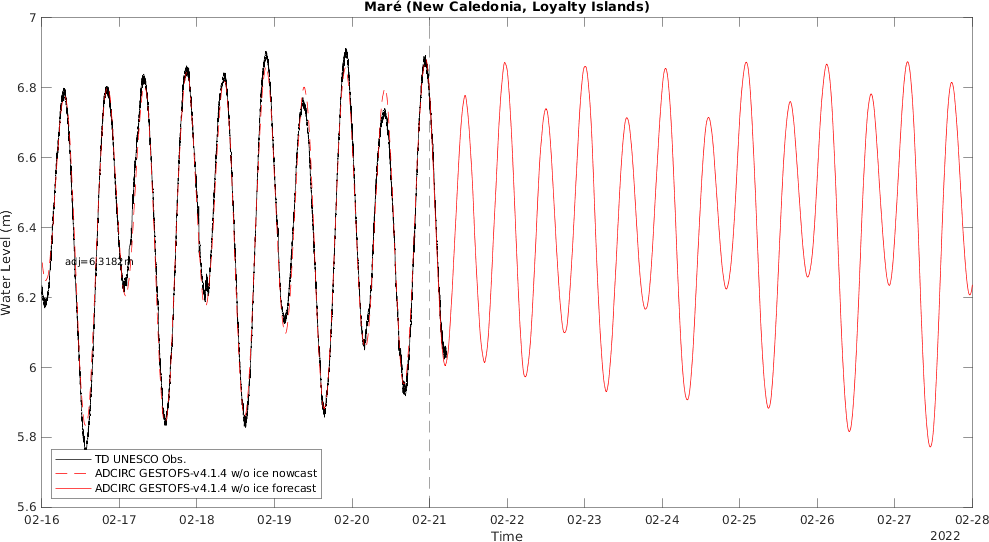 Maré (New Caledonia, Loyalty Islands)
7
6.8
6.6
6.4
6.2
6
5.8
5.6
Water Level (m)
adj=6.3182m
TD UNESCO Obs.
ADCIRC GESTOFS-v4.1.4 w/o ice nowcast
ADCIRC GESTOFS-v4.1.4 w/o ice forecast
02-16 02-17 02-18 02-19 02-20 02-21 02-22 02-23 02-24 02-25 02-26 02-27 02-28
Time
2022